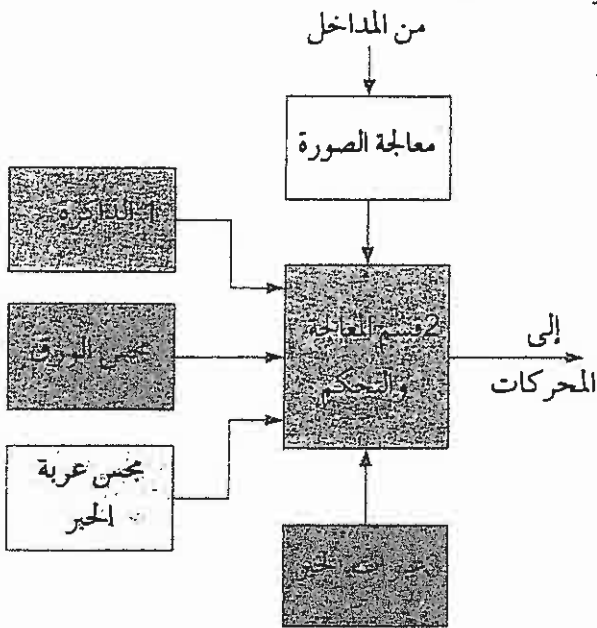 من المداخل
معالجة الصورة
1 الذاكرة
2 قسم المعالجة
والتحكم
إلى
المحركات
مجس الورق
مجس عربة
الحبر